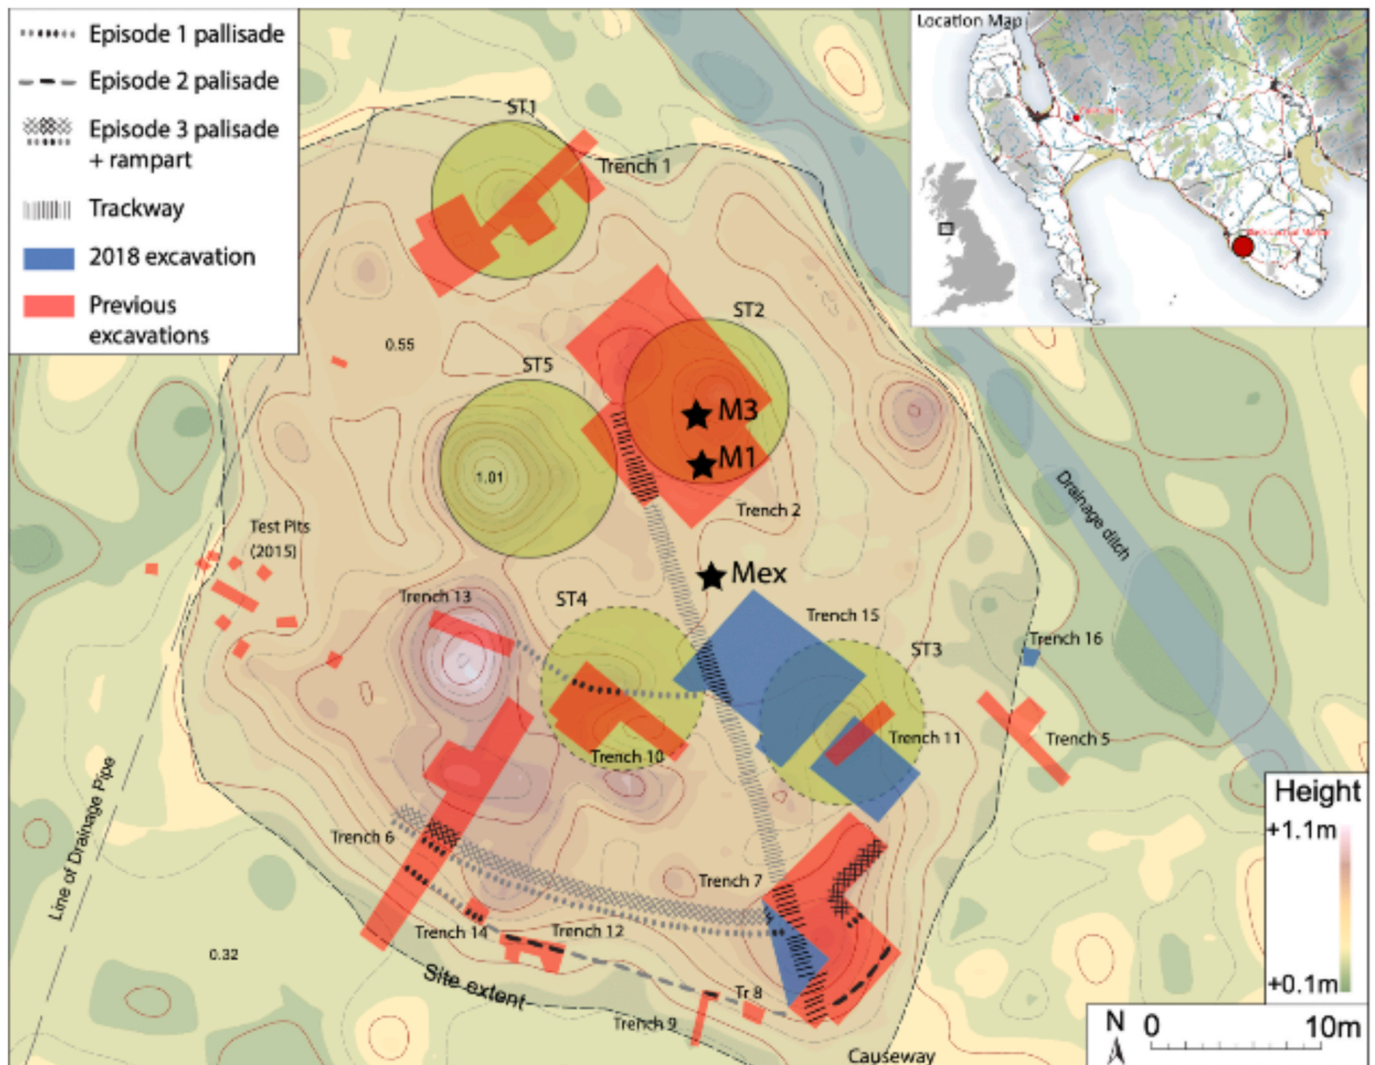 Episode 1 pallisade
Episode 2 palisade
Episode 3 palisade
+ rampart
Trackway
2018 excavation
Previous
excavations
Location Map
ST1
Trench 1
ST2
0.55
ST5
M3
M1
1.01
Trench 2
Drainage ditch
Test Pits
(2015)
Mex
Trench 13
ST4
Trench 15
Trench 16
ST3
Trench 10
Trench 11
Trench 5
Line of Drainage Pipe
Trench 6
Trench 7
Trench 14
Trench 12
0.32
Site extent
Tr 8
Trench 9
Causeway
Height
+1.1m
+0.1m
N
0
10m